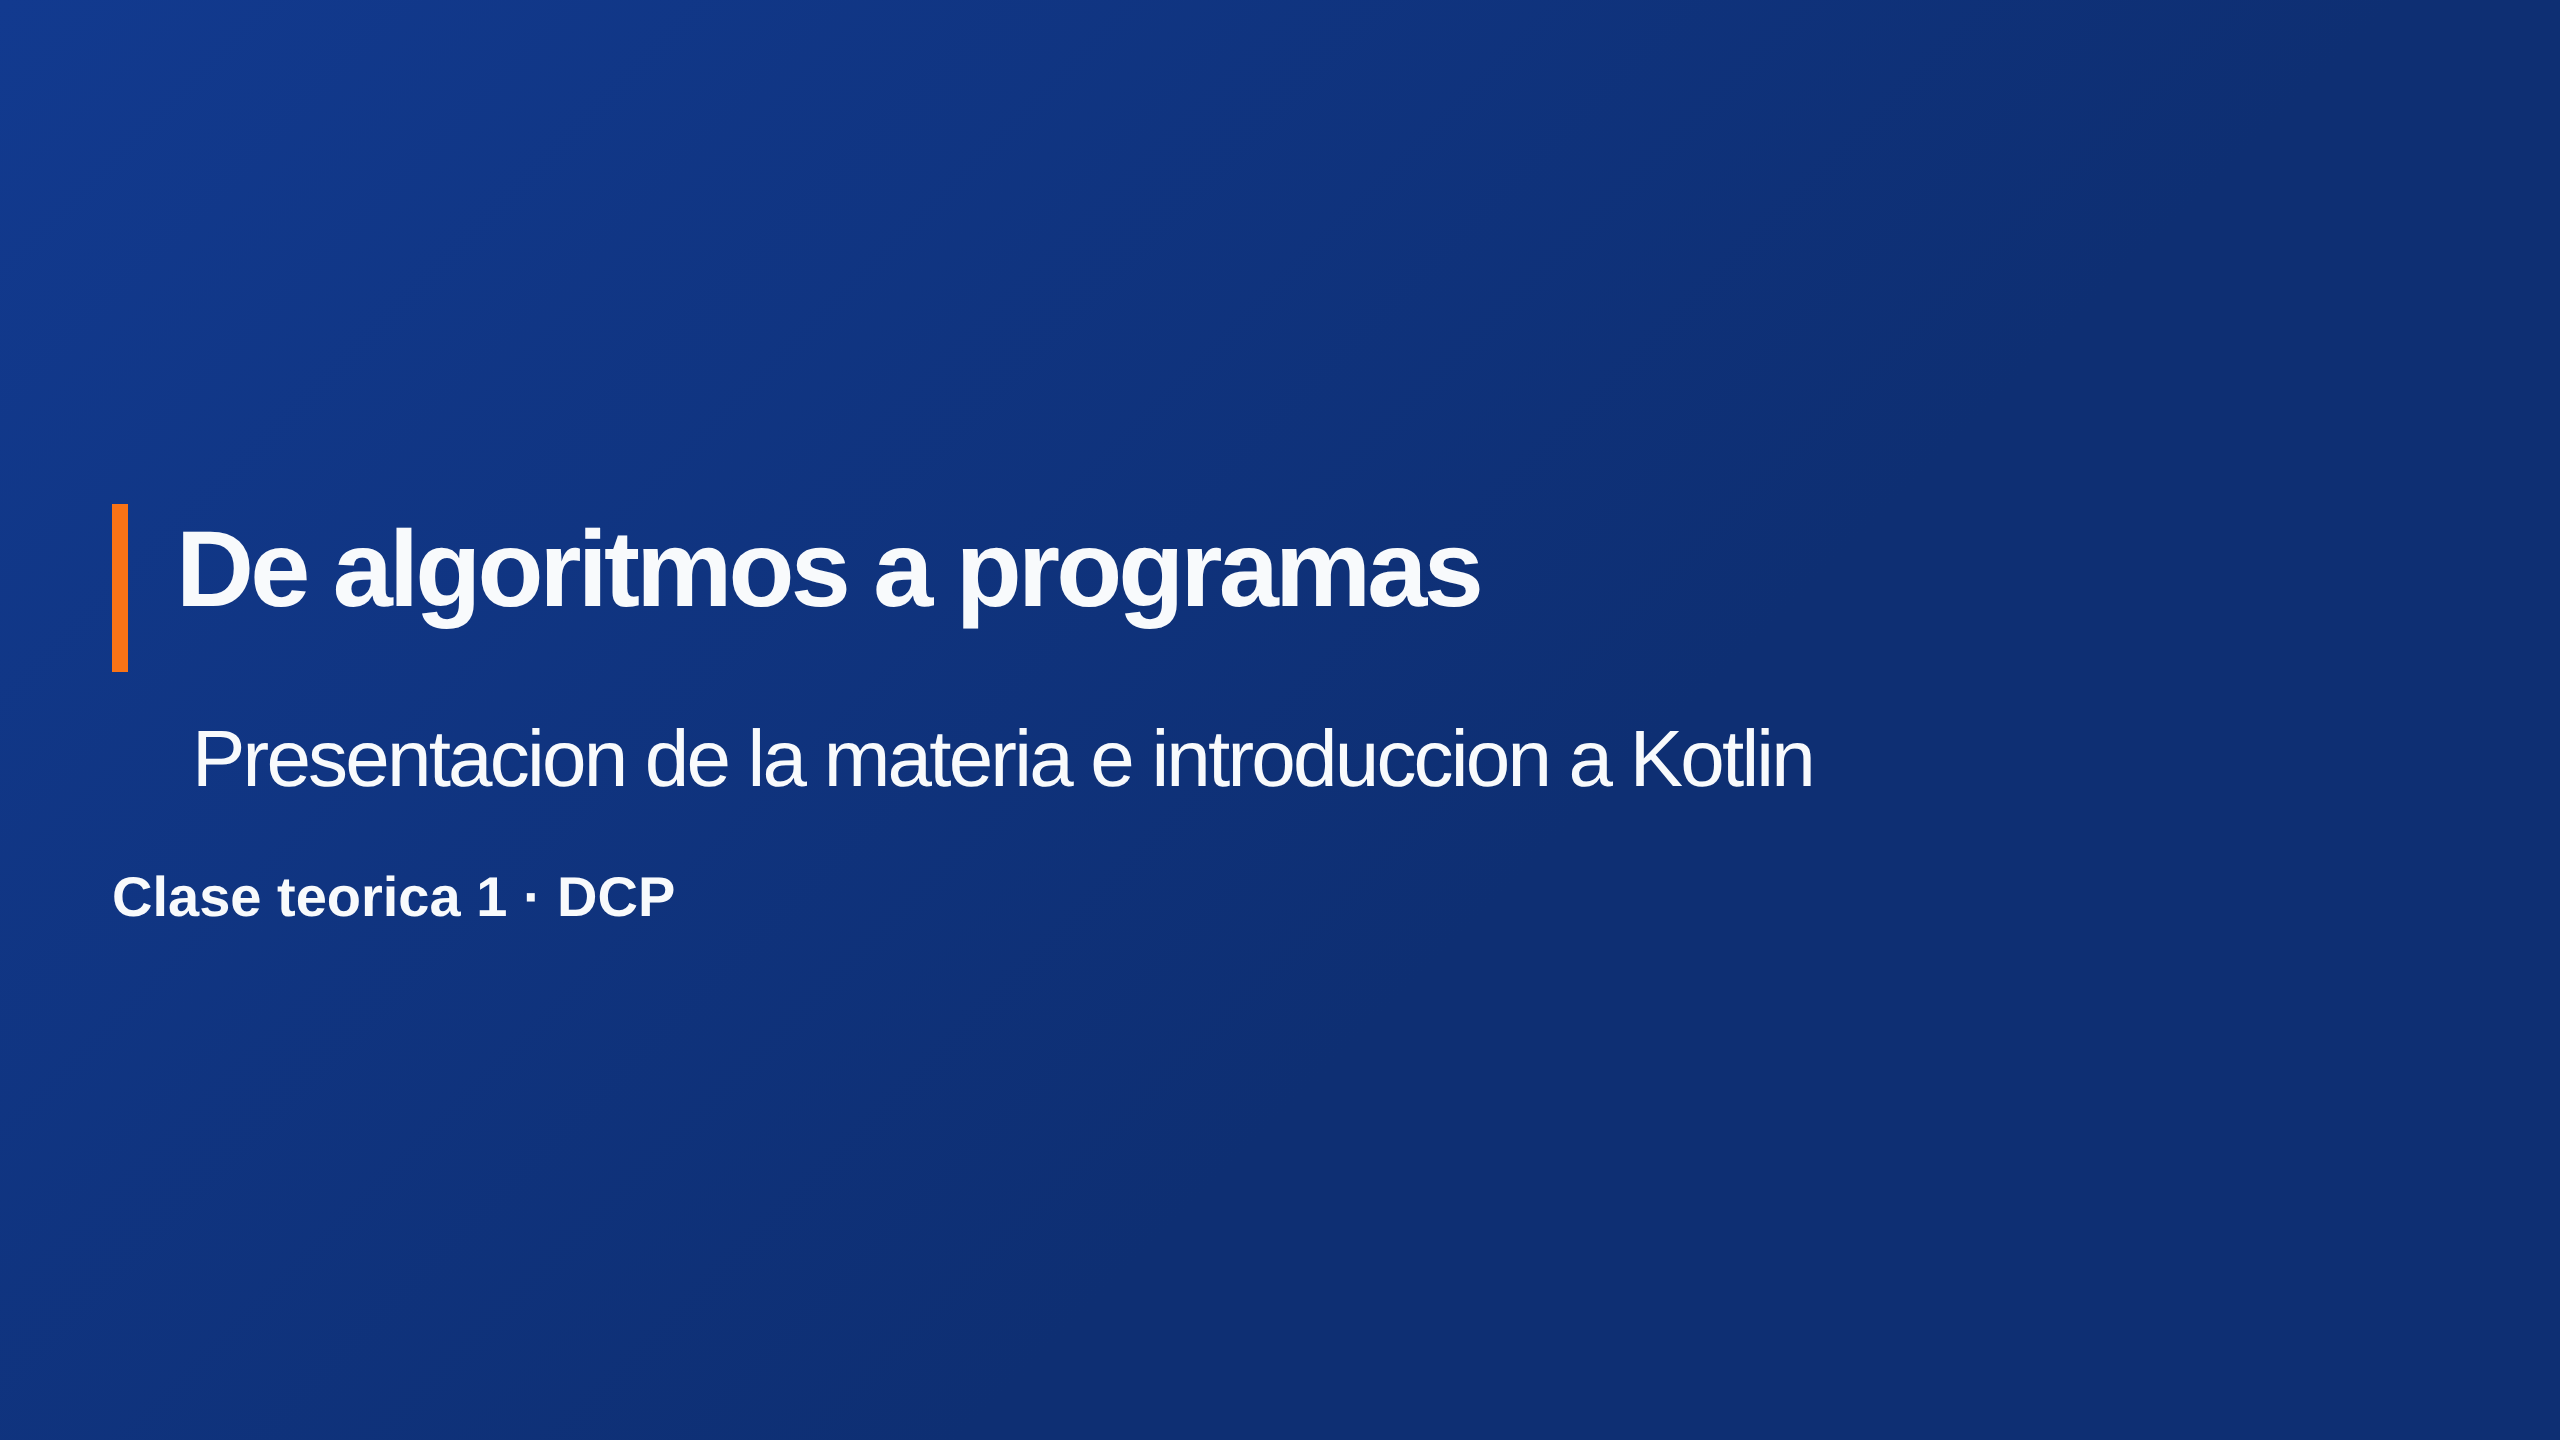 De algoritmos a programas
Presentacion de la materia e introduccion a Kotlin
Clase teorica 1 · DCP